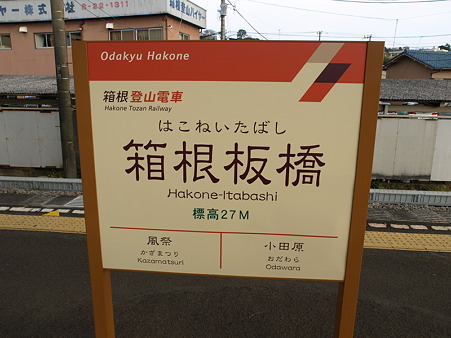 Odakyu Hakone
箱根登山電車
Hakone Tozan Railway
はこねいたばし
箱根板橋
Hakone-Itabashi
標高27M
風祭
かざまつり
Kazamatsuri
小田原
おだわら
Odawara